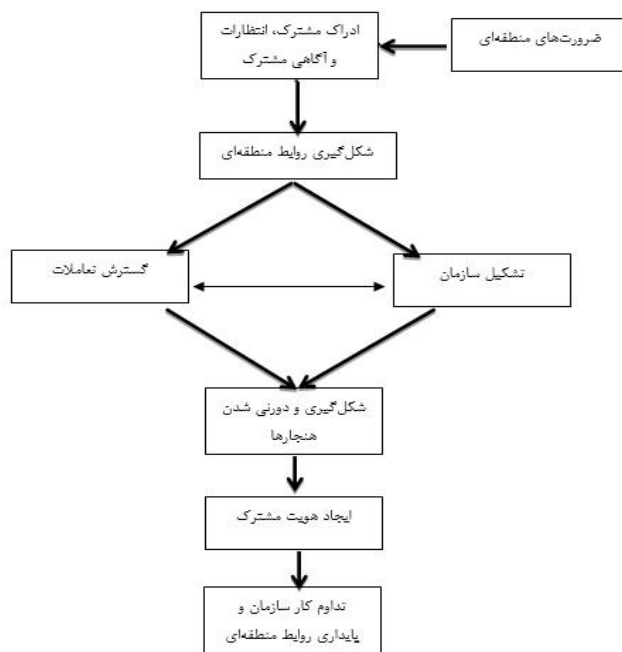 ضرورت‌های منطقه‌ای
ادراک مشترک، انتظارات
و آگاهی مشترک
شکل‌گیری روابط منطقه‌ای
تشکیل سازمان
گسترش تعاملات
شکل‌گیری و دورنی شدن
هنجارها
ایجاد هویت مشترک
تداوم کار سازمان و
پایداری روابط منطقه‌ای